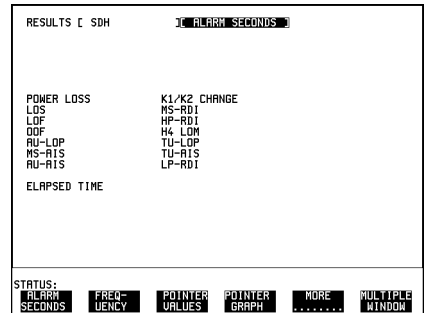 RESULTS [ SDH ][ ALARM SECONDS ]
POWER LOSS K1/K2 CHANGE
LOS MS-RDI
LOF HP-RDI
OOF H4 LOM
AU-LOP TU-LOP
MS-AIS TU-AIS
AU-AIS LP-RDI
ELAPSED TIME
STATUS:
ALARM FREQ- POINTER POINTER MORE MULTIPLE
SECONDS UENCY VALUES GRAPH ........ WINDOW